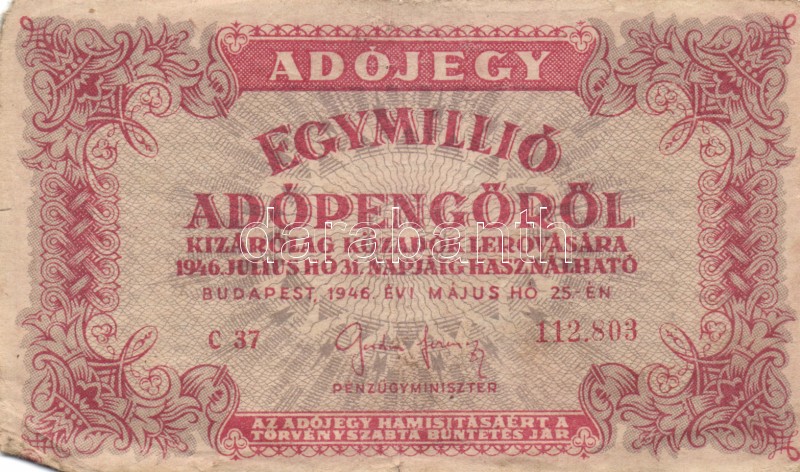 ADÓJEGY
EGYMILLIÓ
ADÓPENGŐRŐL
KIZÁRÓLAG KÖZADÓK LEROVÁSÁRA
1946. JÚLIUS HÓ 31. NAPJÁIG HASZNÁLHATÓ
BUDAPEST, 1946. ÉVI MÁJUS HÓ 25.-ÉN
C 37
112.803
PÉNZÜGYMINISZTER
AZ ADÓJEGY HAMISÍTÁSÁÉRT A
TÖRVÉNYSZABTA BÜNTETÉS JÁR
darabanth